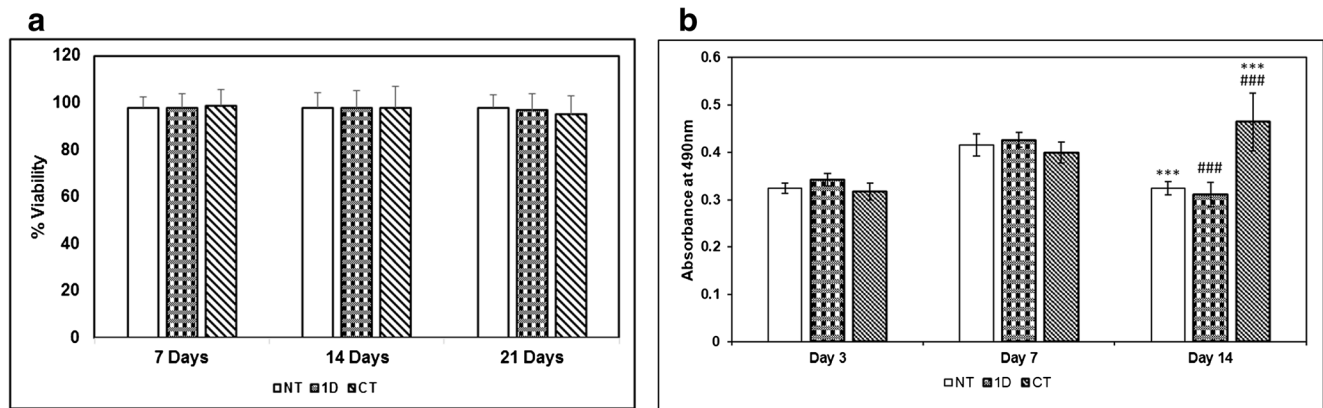 a
120
100
80
60
40
20
0
% Viability
7 Days 14 Days 21 Days
NT 1D CT
b
0.6
0.5
0.4
0.3
0.2
0.1
0
Absorbance at 490nm
***
###
***
###
Day 3 Day 7 Day 14
NT 1D CT